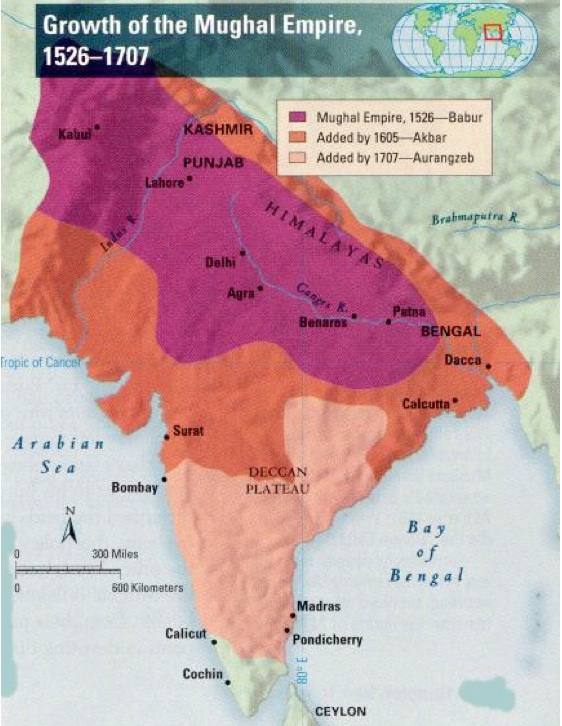 Growth of the Mughal Empire,
1526–1707
Mughal Empire, 1526—Babur
Added by 1605—Akbar
Added by 1707—Aurangzeb
Kabul
KASHMIR
PUNJAB
Lahore
Indus R.
HIMALAYAS
Brahmaputra R.
Delhi
Agra
Ganges R.
Benares
Patna
BENGAL
Tropic of Cancer
Dacca
Calcutta
Surat
Arabian
Sea
DECCAN
PLATEAU
Bombay
N
Bay
of
Bengal
0 300 Miles
0 600 Kilometers
Madras
Calicut
Pondicherry
Cochin
80° E
CEYLON